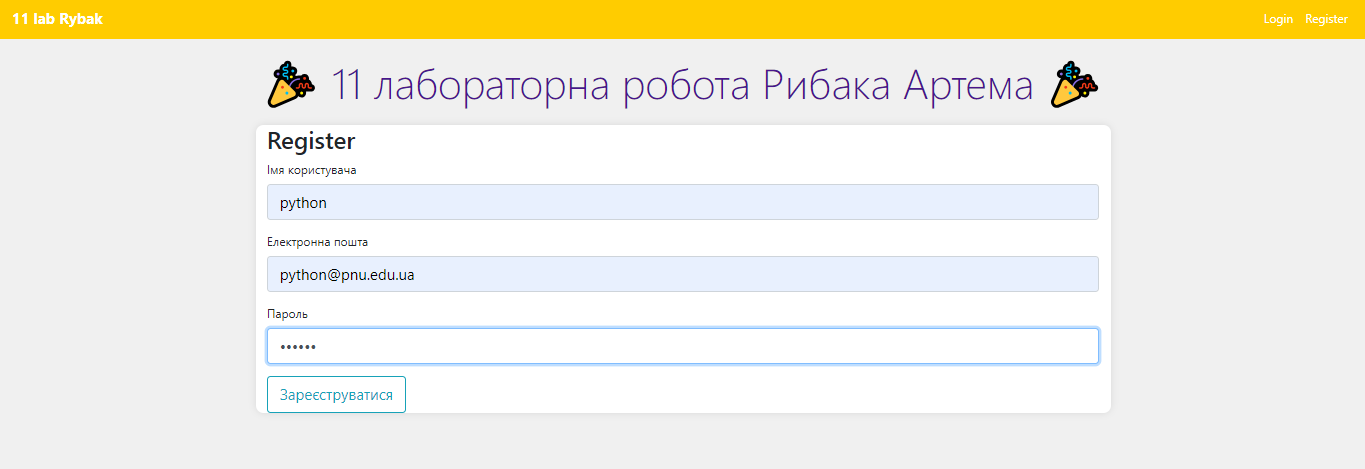 11 lab Rybak
Login Register
11 лабораторна робота Рибака Артема
Register
Імя користувача
python
Електронна пошта
python@pnu.edu.ua
Пароль
••••••
Зареєструватися